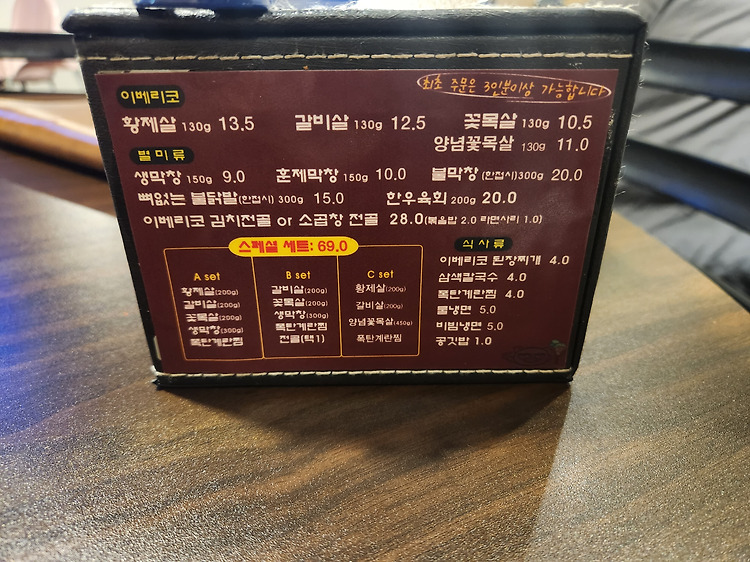 최초 주문은 3인분이상 가능합니다
이베리코
황제살 130g 13.5 갈비살 130g 12.5 꽃목살 130g 10.5
양념꽃목살 130g 11.0
별미류
생막창 150g 9.0 훈제막창 150g 10.0 불막창 (한접시)300g 20.0
뼈없는 불닭발(한접시) 300g 15.0 한우육회 200g 20.0
이베리코 김치전골 or 소곱창 전골 28.0(볶음밥 2.0 라면사리 1.0)
스페셜 세트: 69.0
A set
황제살(200g)
갈비살(200g)
꽃목살(200g)
생막창(300g)
폭탄계란찜
B set
갈비살(200g)
꽃목살(200g)
생막창(300g)
폭탄계란찜
전골(택1)
C set
황제살(200g)
갈비살(200g)
양념꽃목살(450g)
폭탄계란찜
식사류
이베리코 된장찌개 4.0
삼색칼국수 4.0
폭탄계란찜 4.0
물냉면 5.0
비빔냉면 5.0
공깃밥 1.0